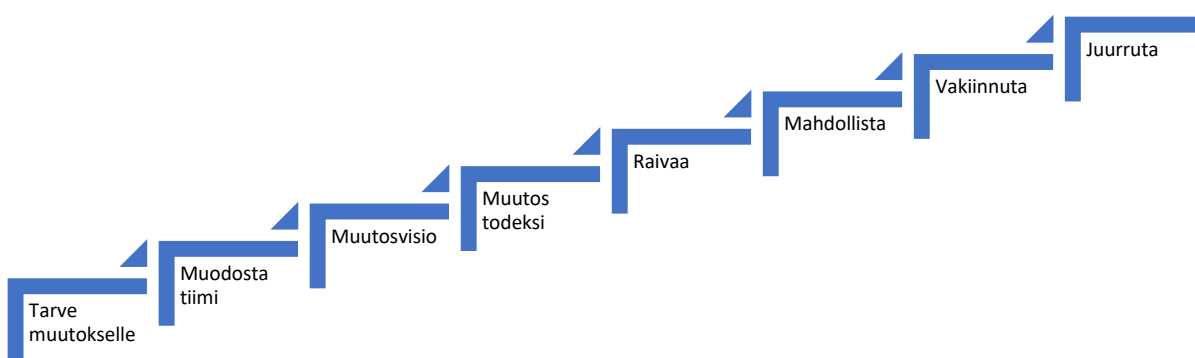 Tarve
muutokselle
Muodosta
tiimi
Muutosvisio
Muutos
todeksi
Raivaa
Mahdollista
Vakiinnuta
Juurruta